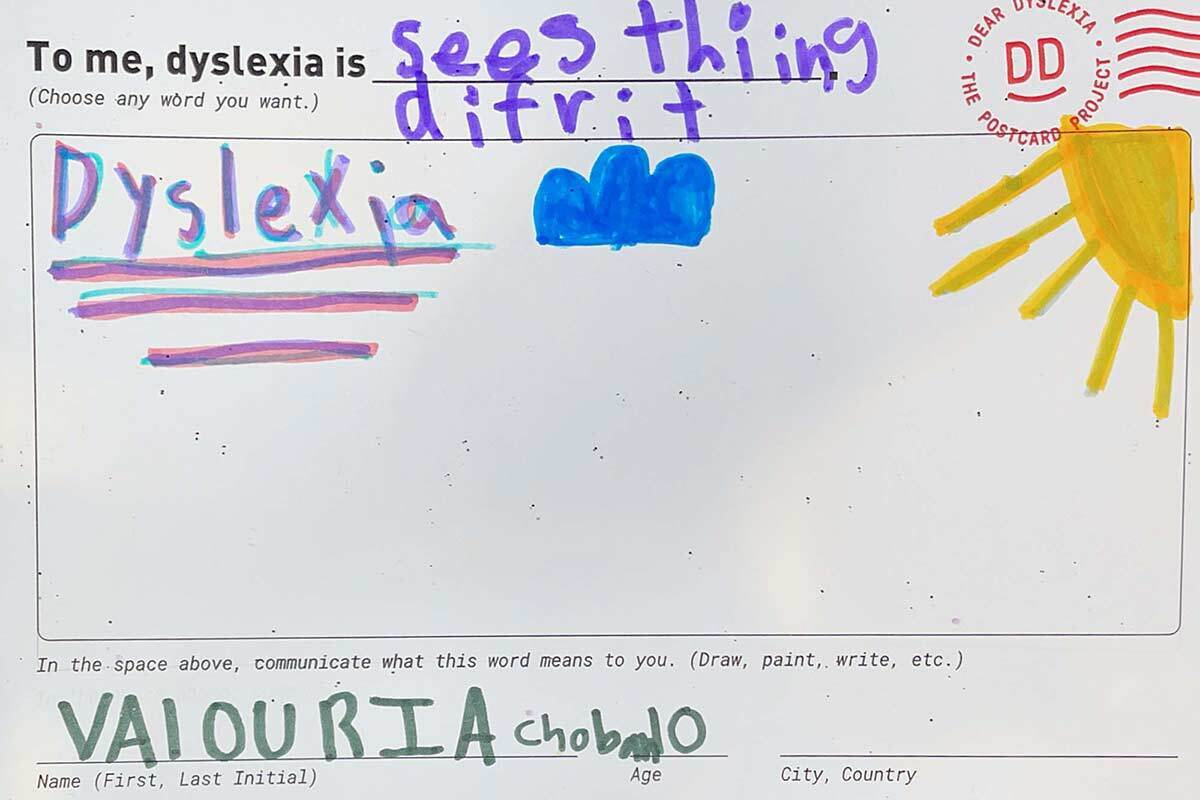 To me, dyslexia is sees thiing
(Choose any word you want.)
difrit
DEAR DYSLEXIA • THE POSTCARD PROJECT •
DD
Dyslexia
In the space above, communicate what this word means to you. (Draw, paint, write, etc.)
VAlOURIA
Name (First, Last Initial)
Age
City, Country